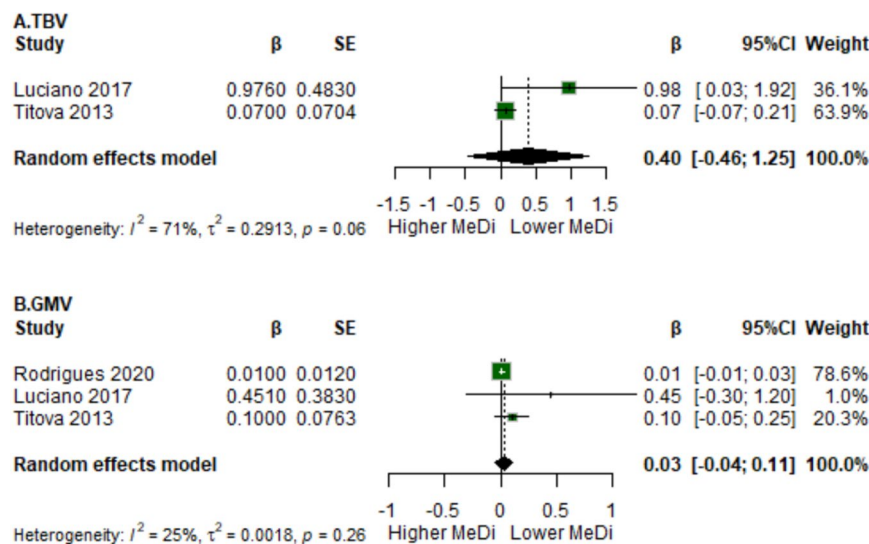 A.TBV
Study β SE β 95%CI Weight
Luciano 2017 0.9760 0.4830 0.98 [ 0.03; 1.92] 36.1%
Titova 2013 0.0700 0.0704 0.07 [-0.07; 0.21] 63.9%
Random effects model 0.40 [-0.46; 1.25] 100.0%
-1.5 -1 -0.5 0 0.5 1 1.5
Heterogeneity: I² = 71%, τ² = 0.2913, p = 0.06 Higher MeDi Lower MeDi
B.GMV
Study β SE β 95%CI Weight
Rodrigues 2020 0.0100 0.0120 0.01 [-0.01; 0.03] 78.6%
Luciano 2017 0.4510 0.3830 0.45 [-0.30; 1.20] 1.0%
Titova 2013 0.1000 0.0763 0.10 [-0.05; 0.25] 20.3%
Random effects model 0.03 [-0.04; 0.11] 100.0%
-1 -0.5 0 0.5 1
Heterogeneity: I² = 25%, τ² = 0.0018, p = 0.26 Higher MeDi Lower MeDi